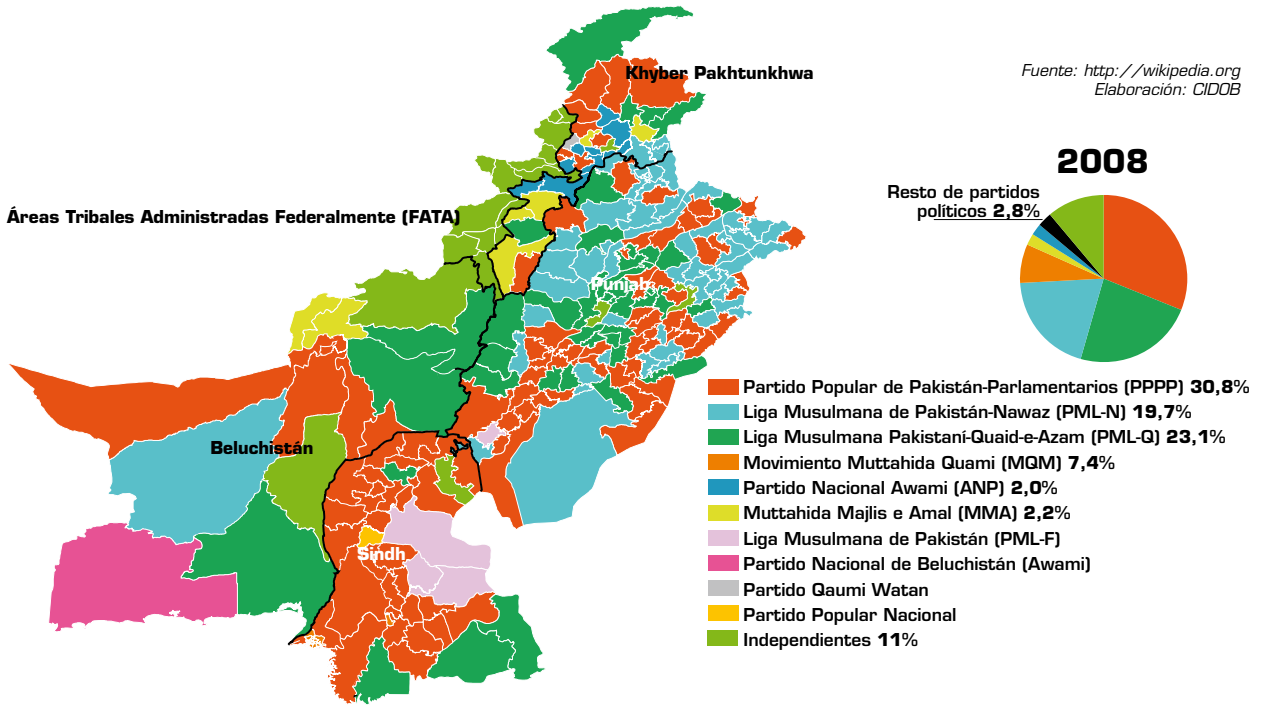 Khyber Pakhtunkhwa
Fuente: http://wikipedia.org
Elaboración: CIDOB
2008
Resto de partidos
políticos 2,8%
Áreas Tribales Administradas Federalmente (FATA)
Punjab
Beluchistán
Sindh
Partido Popular de Pakistán-Parlamentarios (PPPP) 30,8%
Liga Musulmana de Pakistán-Nawaz (PML-N) 19,7%
Liga Musulmana Pakistaní-Quaid-e-Azam (PML-Q) 23,1%
Movimiento Muttahida Quami (MQM) 7,4%
Partido Nacional Awami (ANP) 2,0%
Muttahida Majlis e Amal (MMA) 2,2%
Liga Musulmana de Pakistán (PML-F)
Partido Nacional de Beluchistán (Awami)
Partido Qaumi Watan
Partido Popular Nacional
Independientes 11%